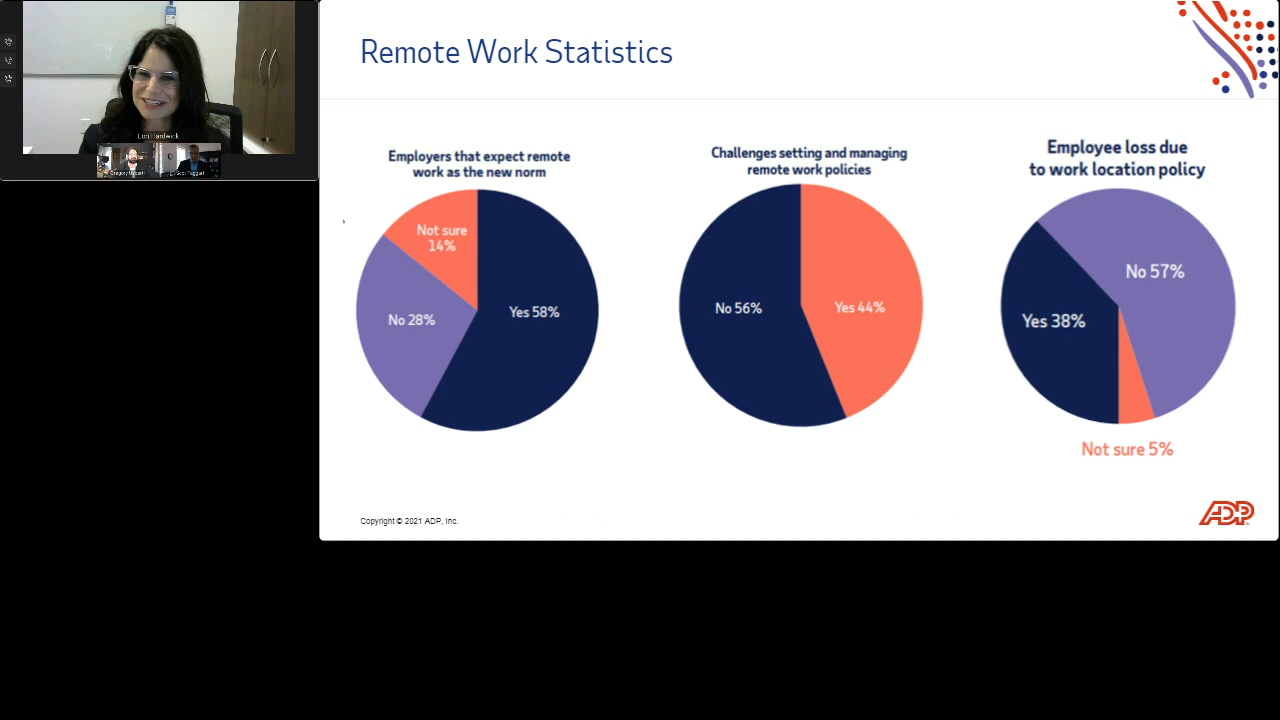 Lori Hardwick
Remote Work Statistics
Employers that expect remote
work as the new norm
Not sure
14%
No 28%
Yes 58%
Challenges setting and managing
remote work policies
No 56%
Yes 44%
Employee loss due
to work location policy
No 57%
Yes 38%
Not sure 5%
Copyright © 2021 ADP, Inc.
ADP